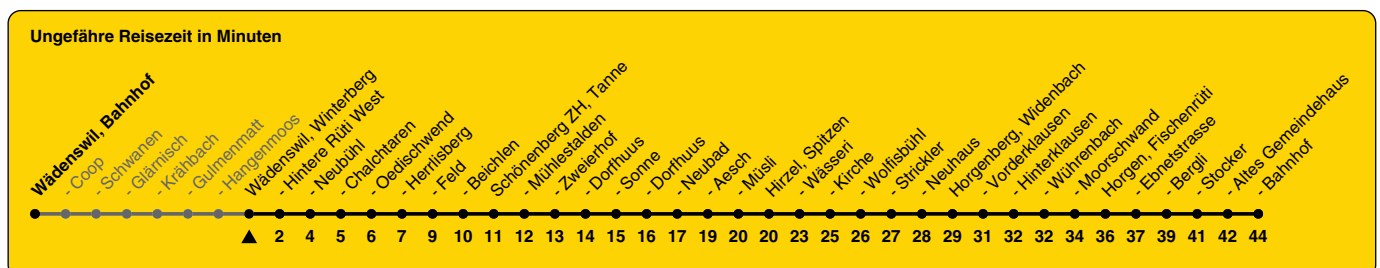 Ungefähre Reisezeit in Minuten
Wädenswil, Bahnhof
- Coop
- Schwanen
- Glärnisch
- Krähbach
- Gulmenmatt
- Hangenmoos
Wädenswil, Winterberg
- Hintere Rüti West
- Neubühl
- Chalchtaren
- Oedischwend
- Herrlisberg
- Feld
- Beichlen
Schönenberg ZH, Tanne
- Mühlestalden
- Zweierhof
- Dorfhuus
- Sonne
- Dorfhuus
- Neubad
- Aesch
- Müsli
Hirzel, Spitzen
- Wässeri
- Kirche
- Wolfisbühl
- Strickler
- Neuhaus
Horgenberg, Widenbach
- Vorderklausen
- Hinterklausen
- Würhrenbach
- Moorschwand
Horgen, Fischenrüti
- Ebnetstrasse
- Bergli
- Stocker
- Altes Gemeindehaus
- Bahnhof
2 4 5 6 7 9 10 11 12 13 14 15 16 17 19 20 20 23 25 26 27 28 29 31 32 32 34 36 37 39 41 42 44